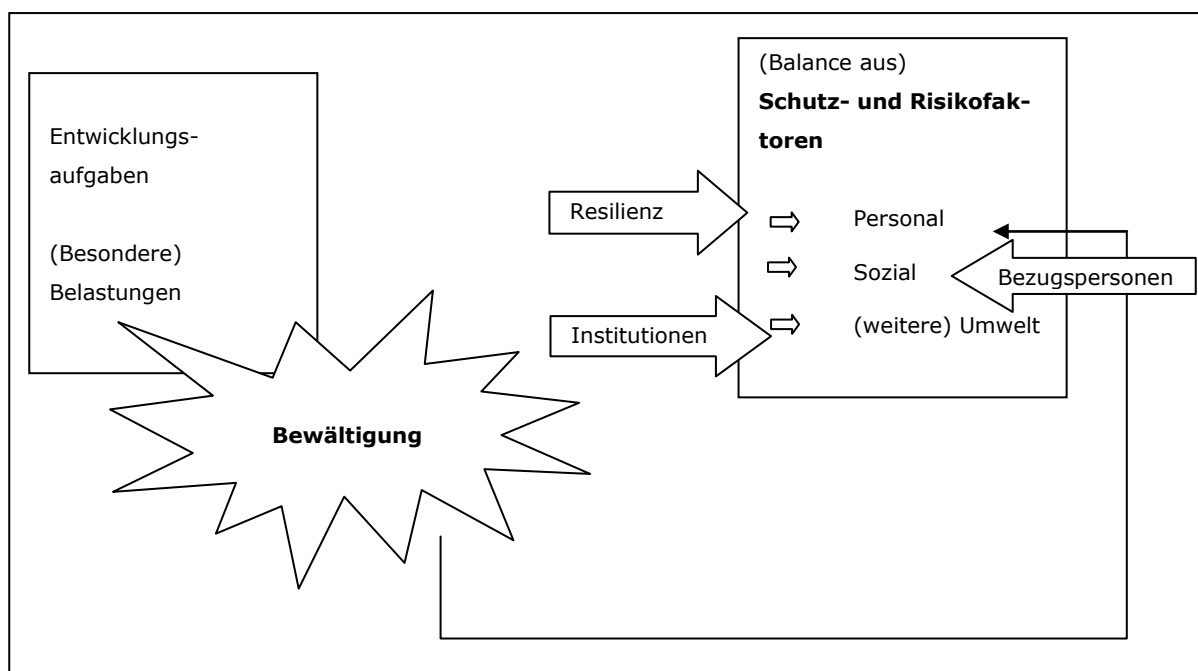 Entwicklungs-
aufgaben
(Besondere)
Belastungen
Bewältigung
Resilienz
Institutionen
(Balance aus)
Schutz- und Risikofak-
toren
Personal
Sozial
(weitere) Umwelt
Bezugspersonen